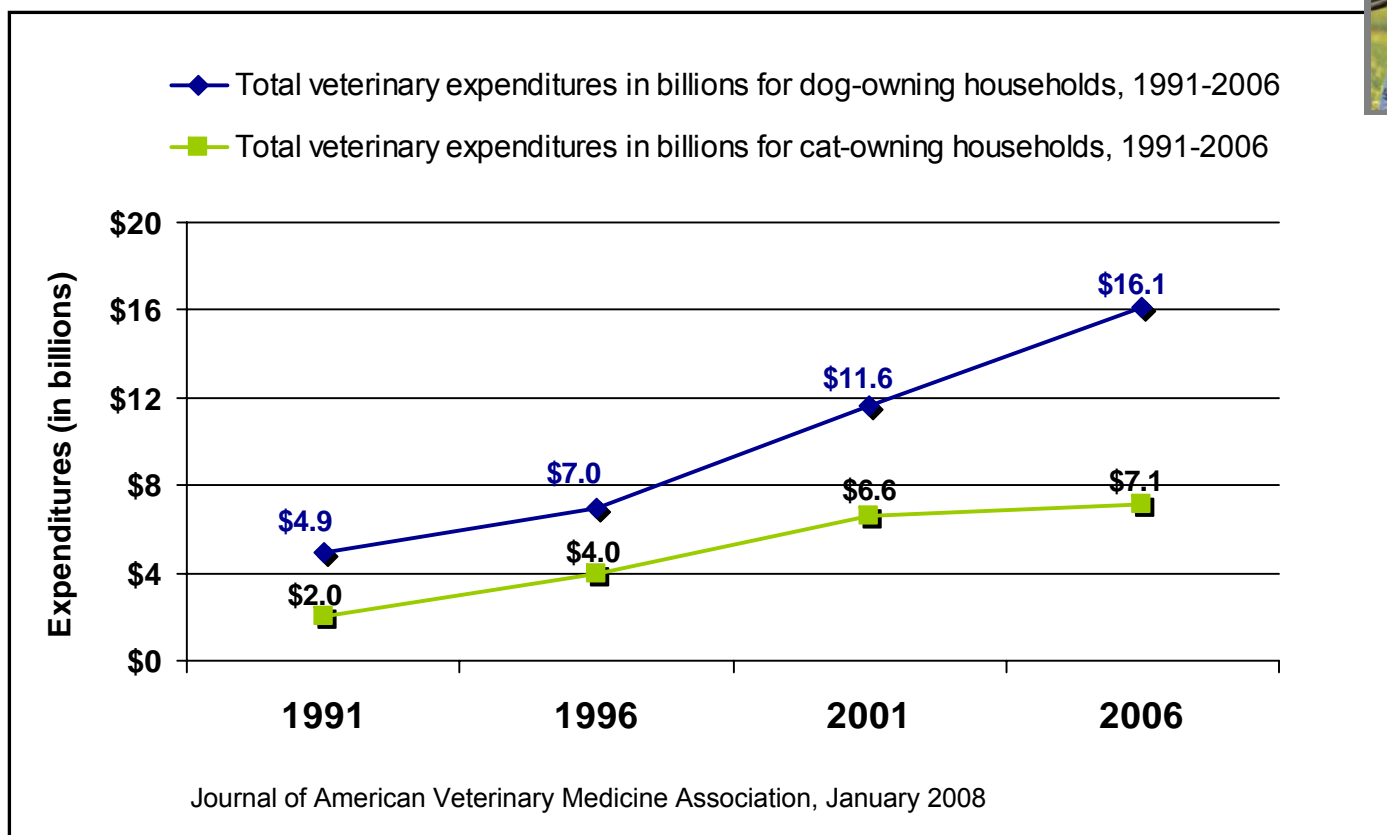 Total veterinary expenditures in billions for dog-owning households, 1991-2006
Total veterinary expenditures in billions for cat-owning households, 1991-2006
Expenditures (in billions)
$20
$16
$12
$8
$4
$0
$4.9
$7.0
$11.6
$16.1
$2.0
$4.0
$6.6
$7.1
1991 1996 2001 2006
Journal of American Veterinary Medicine Association, January 2008